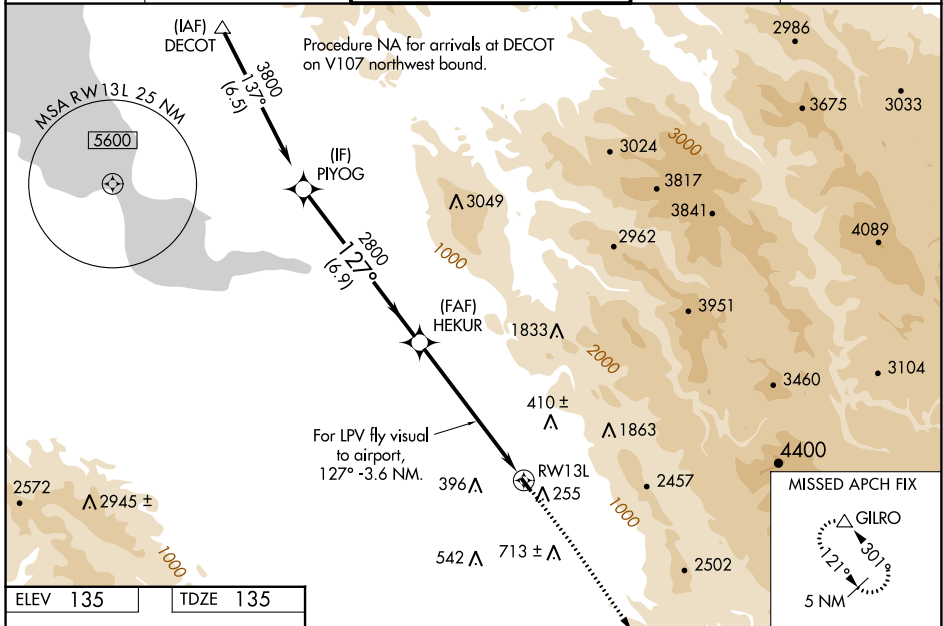 (IAF)
DECOT
Procedure NA for arrivals at DECOT
on V107 northwest bound.
3800
137°
(6.5)
MSA RW13L 25 NM
5600
(IF)
PIYOG
2800
127°
(6.9)
(FAF)
HEKUR
For LPV fly visual
to airport,
127° -3.6 NM.
RW13L
2986
3675
3033
3024
3000
3817
3049
3841
2962
4089
1000
3951
1833
2000
3104
3460
410 ±
1863
4400
396
255
2457
1000
542
713 ±
2502
2572
2945 ±
1000
MISSED APCH FIX
GILRO
301°
121°
5 NM
ELEV 135
TDZE 135